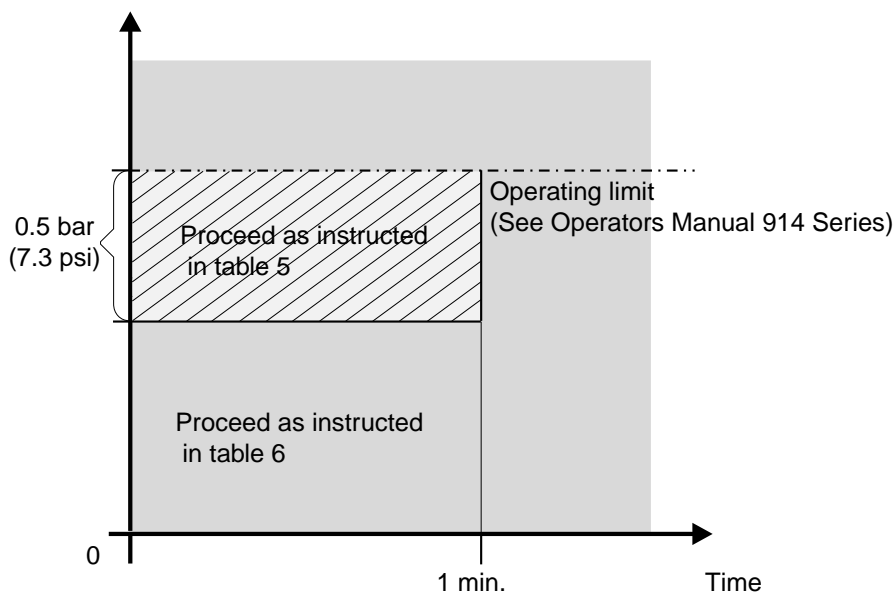 0.5 bar
(7.3 psi)
Proceed as instructed
in table 5
Operating limit
(See Operators Manual 914 Series)
Proceed as instructed
in table 6
0
1 min.
Time